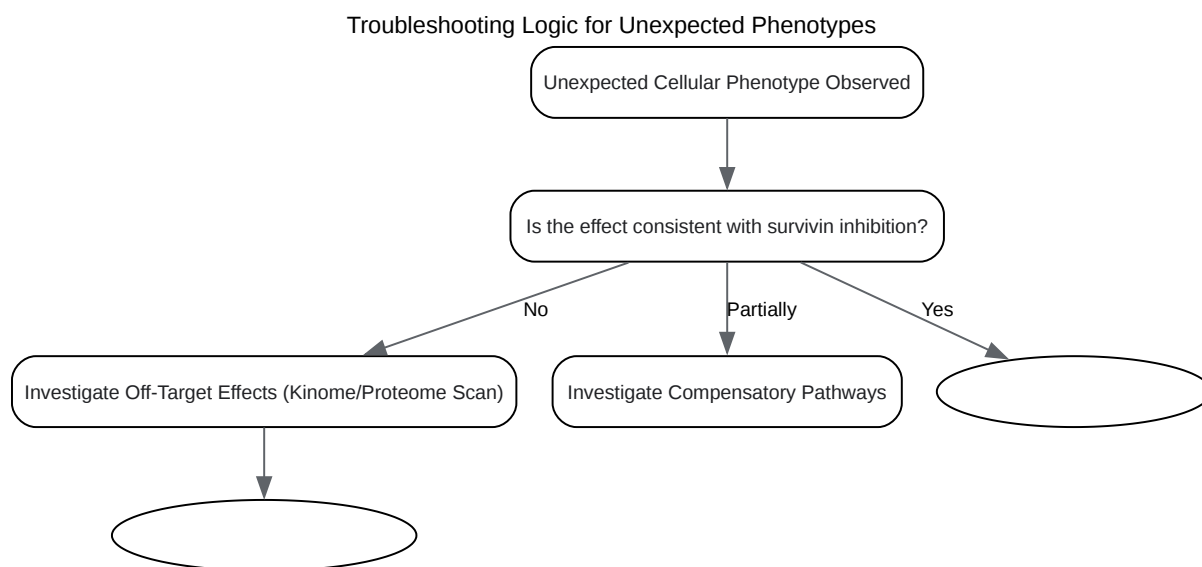 Troubleshooting Logic for Unexpected Phenotypes
Unexpected Cellular Phenotype Observed
Is the effect consistent with survivin inhibition?
No
Partially
Yes
Investigate Off-Target Effects (Kinome/Proteome Scan)
Investigate Compensatory Pathways